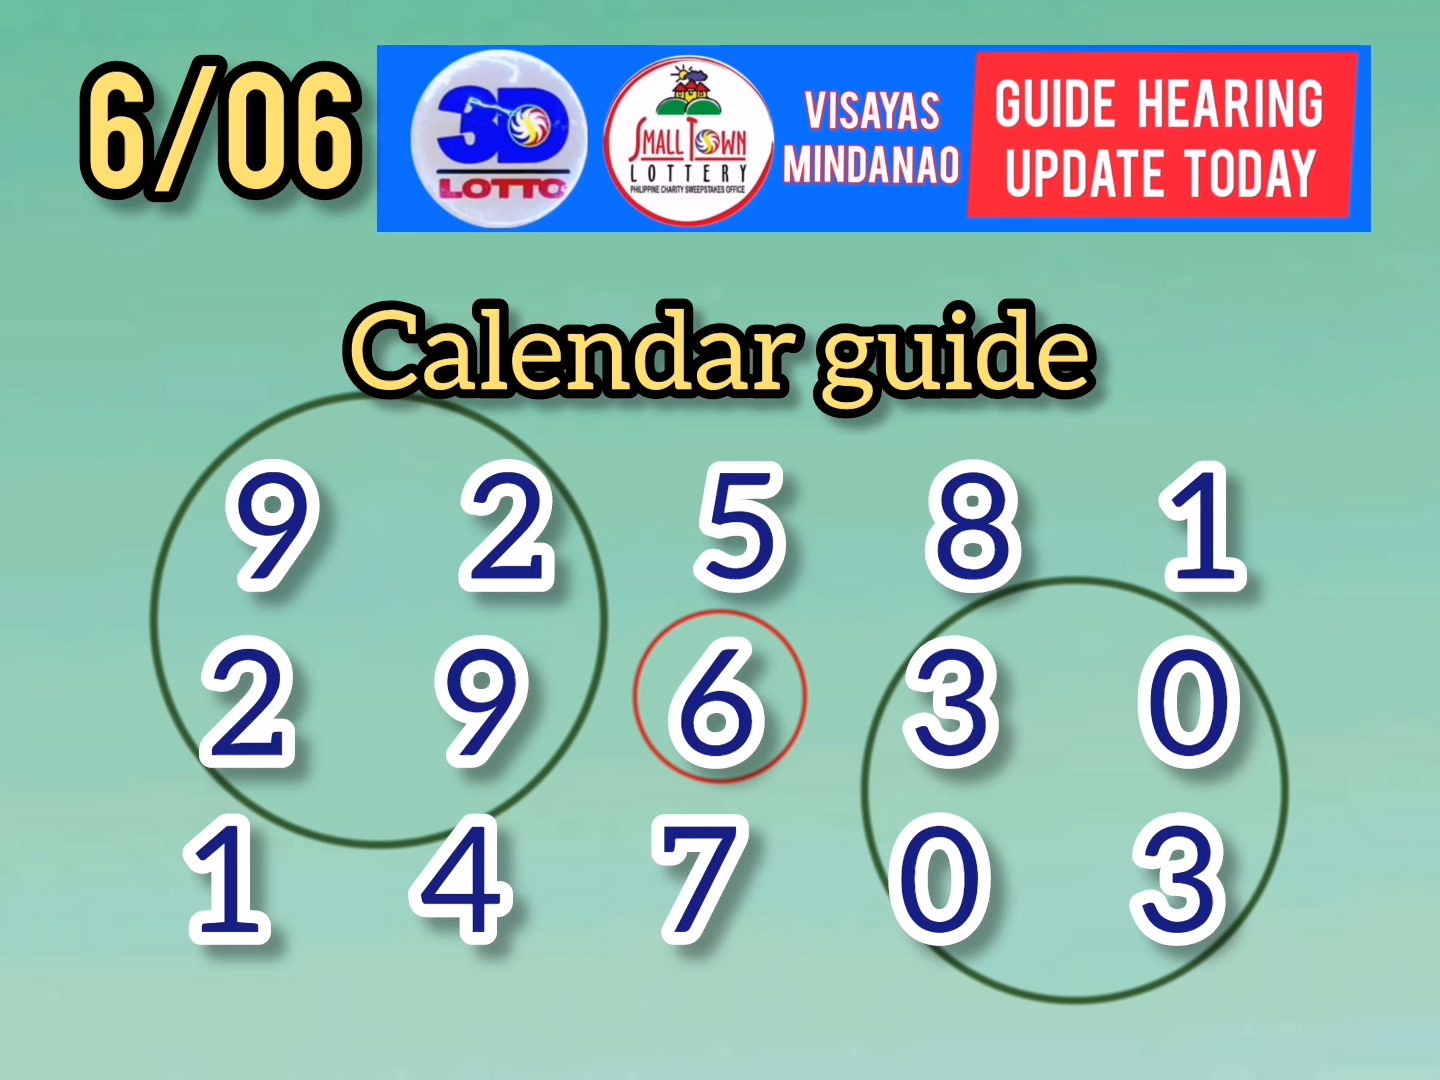 6/06
3D
LOTTO
SMALL TOWN
LOTTERY
PHILIPPINE CHARITY SWEEPSTAKES OFFICE
VISAYAS
MINDANAO
GUIDE HEARING
UPDATE TODAY
Calendar guide
9 2 5 8 1
2 9 6 3 0
1 4 7 0 3